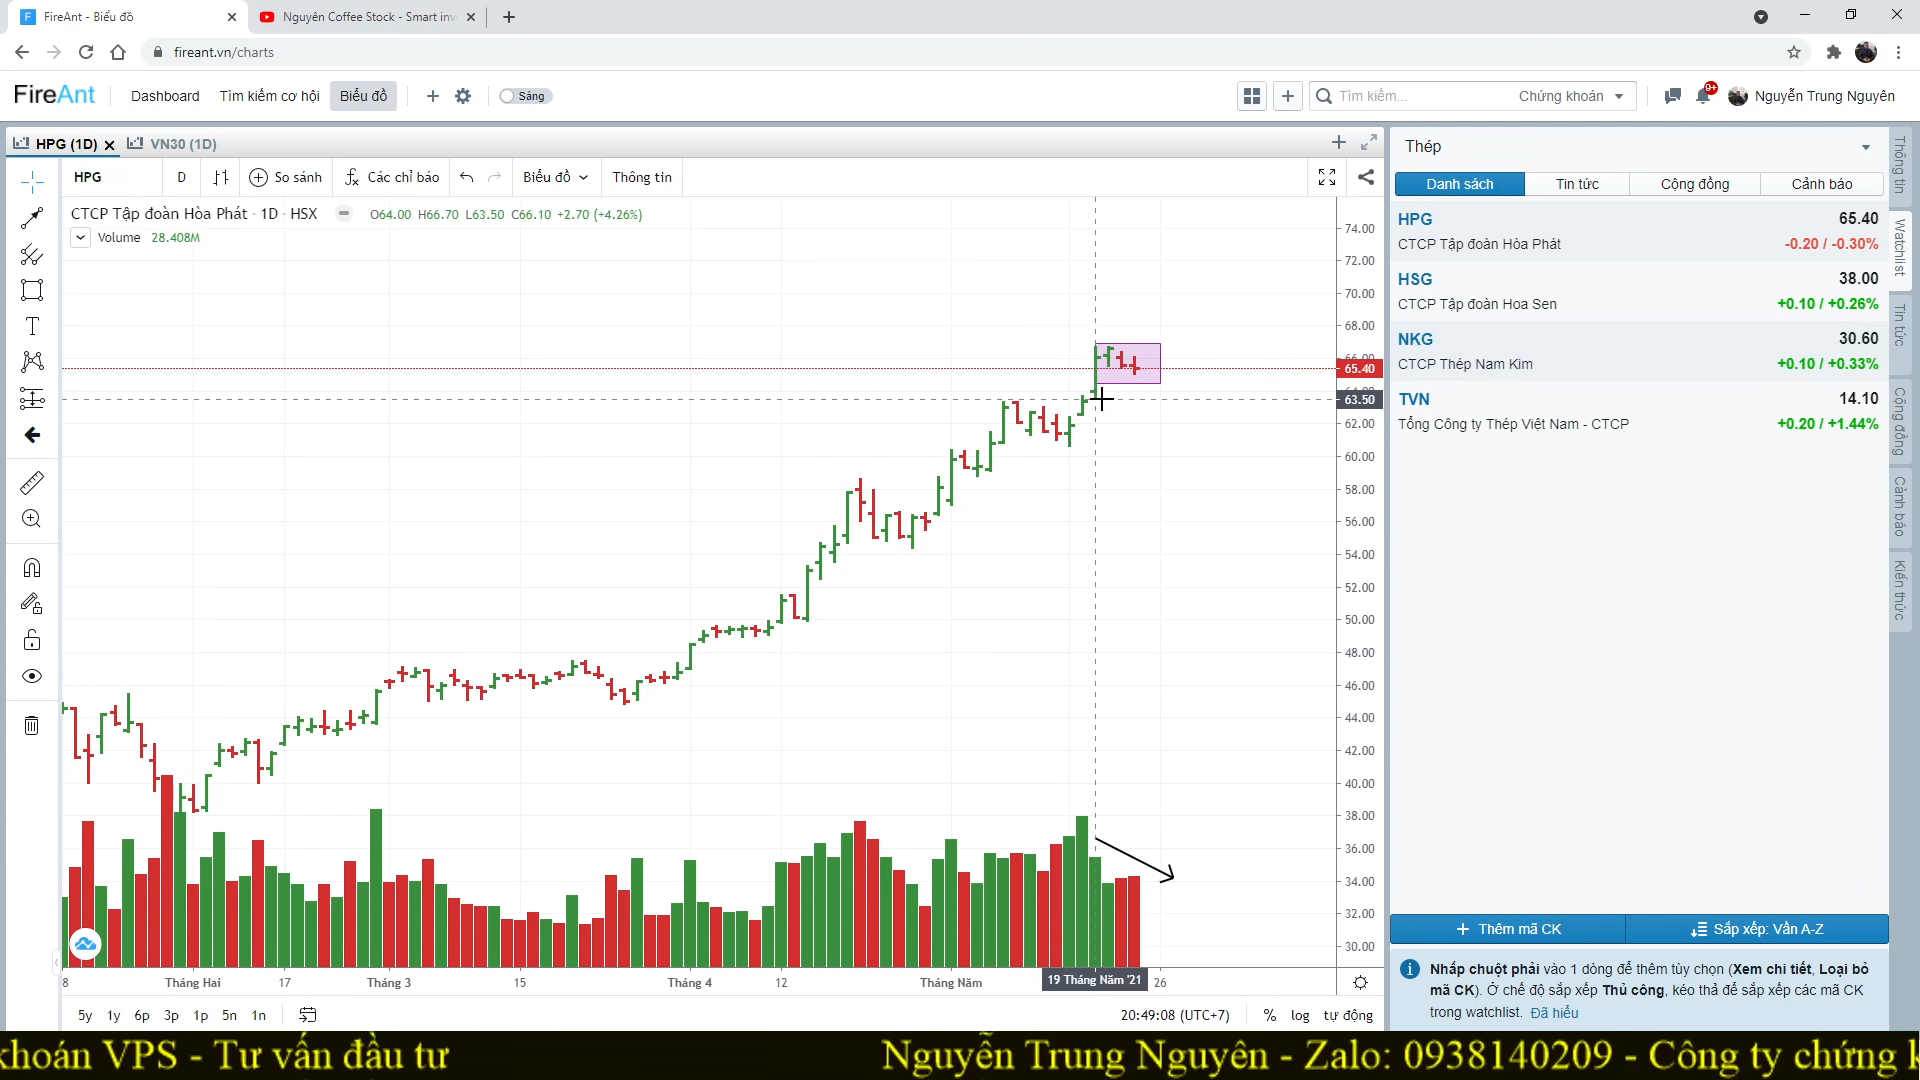 FireAnt - Biểu đồ
Nguyên Coffee Stock - Smart inv
fireant.vn/charts
FireAnt
Dashboard
Tìm kiếm cơ hội
Biểu đồ
Sáng
Tìm kiếm...
Chứng khoán
9+
Nguyễn Trung Nguyên
HPG (1D)
VN30 (1D)
HPG
D
So sánh
Các chỉ báo
Biểu đồ
Thông tin
CTCP Tập đoàn Hòa Phát · 1D · HSX
O64.00 H66.70 L63.50 C66.10 +2.70 (+4.26%)
Volume 28.408M
74.00
72.00
70.00
68.00
66.00
65.40
64.00
63.50
62.00
60.00
58.00
56.00
54.00
52.00
50.00
48.00
46.00
44.00
42.00
40.00
38.00
36.00
34.00
32.00
30.00
8
Tháng Hai
17
Tháng 3
15
Tháng 4
12
Tháng Năm
19 Tháng Năm '21
26
5y 1y 6p 3p 1p 5n 1n
20:49:08 (UTC+7)
% log tự động
Thép
Danh sách
Tin tức
Cộng đồng
Cảnh báo
HPG 65.40
CTCP Tập đoàn Hòa Phát -0.20 / -0.30%
HSG 38.00
CTCP Tập đoàn Hoa Sen +0.10 / +0.26%
NKG 30.60
CTCP Thép Nam Kim +0.10 / +0.33%
TVN 14.10
Tổng Công ty Thép Việt Nam - CTCP +0.20 / +1.44%
Thêm mã CK
Sắp xếp: Vần A-Z
Nhấp chuột phải vào 1 dòng để thêm tùy chọn (Xem chi tiết, Loại bỏ
mã CK). Ở chế độ sắp xếp Thủ công, kéo thả để sắp xếp các mã CK
trong watchlist. Đã hiểu
Thông tin
Watchlist
Tin tức
Cộng đồng
Cảnh báo
Kiến thức
khoán VPS - Tư vấn đầu tư
Nguyễn Trung Nguyên - Zalo: 0938140209 - Công ty chứng k